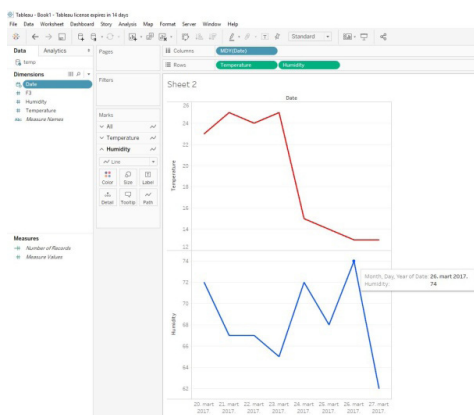 Tableau - Book1 - Tableau license expires in 14 days
File Data Worksheet Dashboard Story Analysis Map Format Server Window Help
Standard
Data Analytics
Pages
Columns MDY(Date)
temp
Rows Temperature Humidity
Dimensions
Date
F3
Humidity
Temperature
Abc Measure Names
Filters
Marks
All
Temperature
Humidity
Line
Color Size Label
Detail Tooltip Path
Measures
Number of Records
Measure Values
Sheet 2
Date
26
24
22
20
18
16
14
12
Temperature
74
72
70
68
66
64
62
Humidity
Month, Day, Year of Date: 26. mart 2017.
Humidity: 74
20. mart 21. mart 22. mart 23. mart 24. mart 25. mart 26. mart 27. mart
2017. 2017. 2017. 2017. 2017. 2017. 2017. 2017.